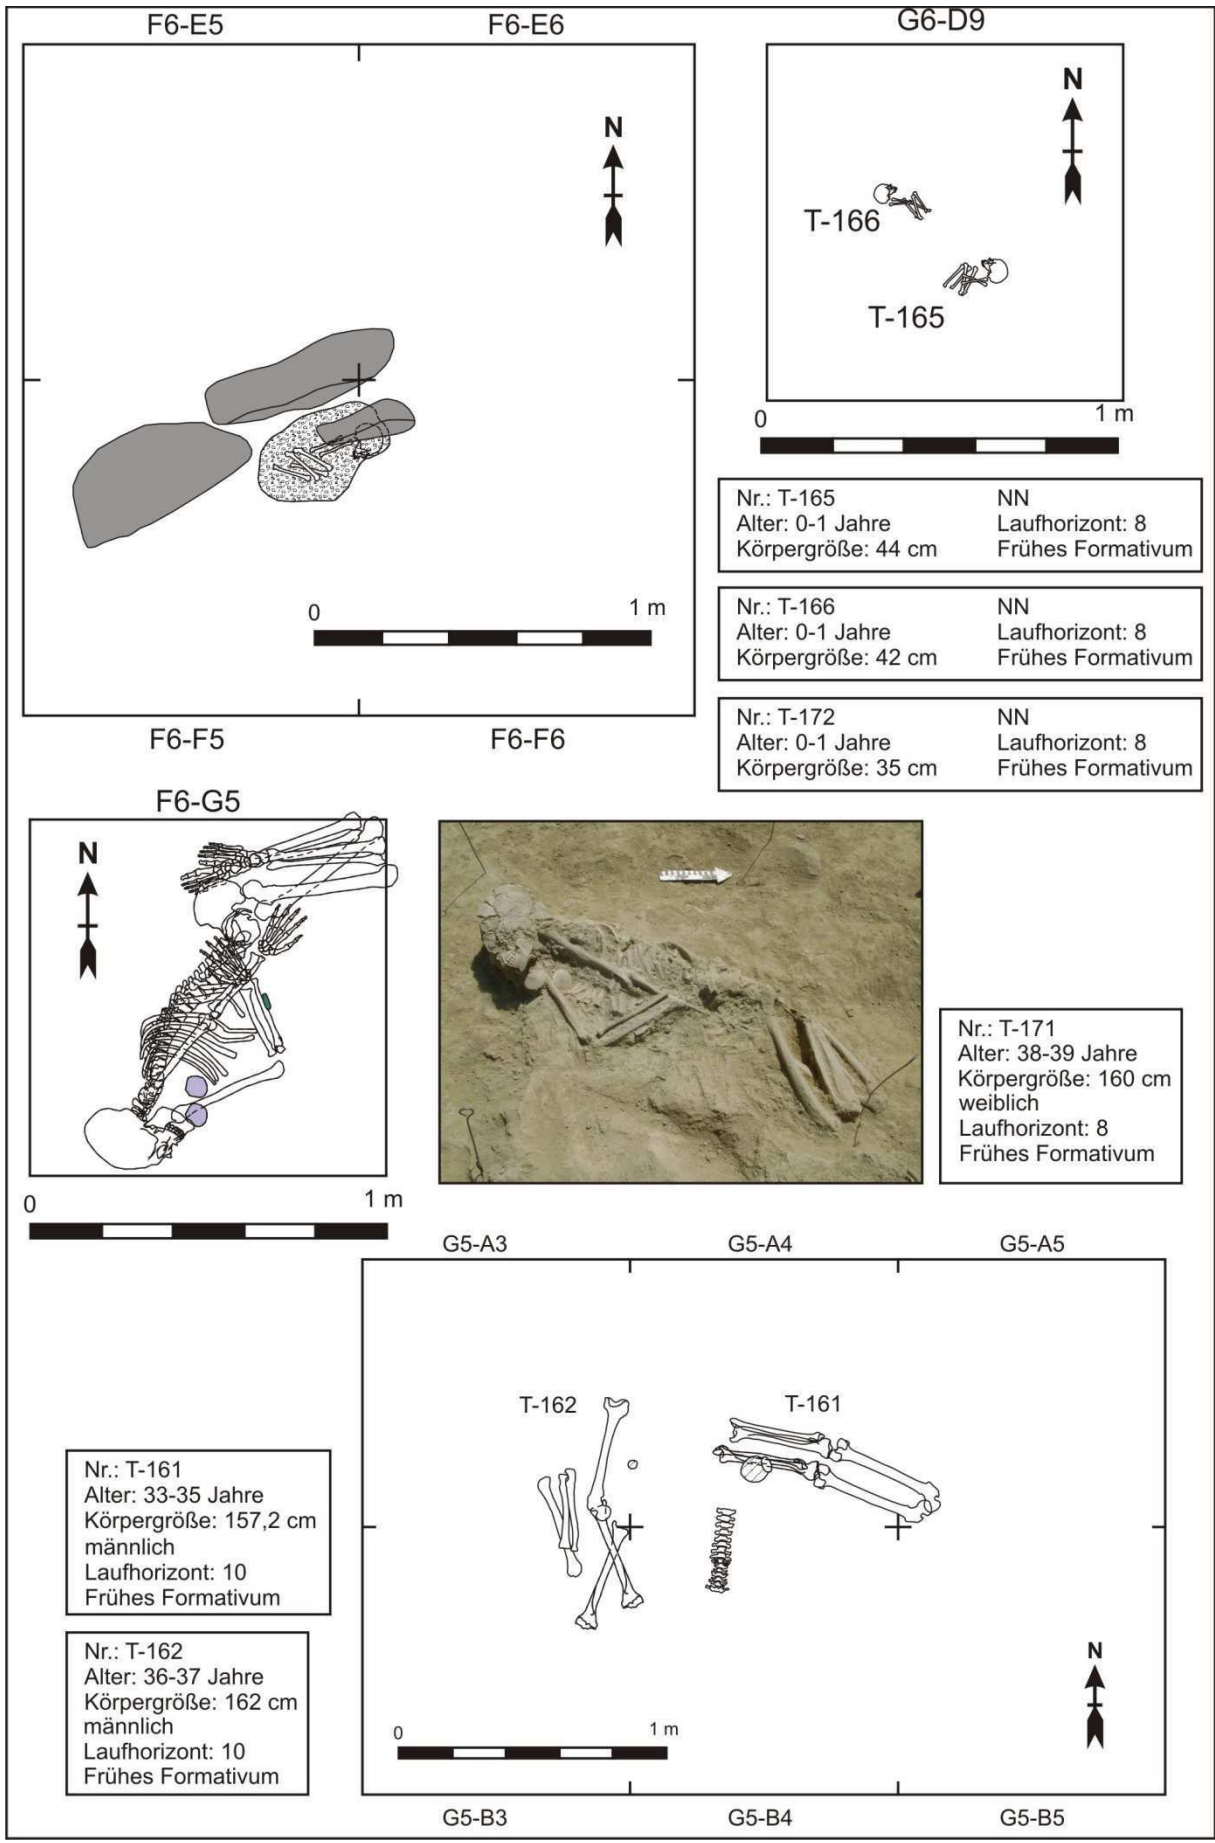 F6-E5
F6-E6
G6-D9
N
N
T-166
T-165
0
1 m
0
1 m
F6-F5
F6-F6
Nr.: T-165 NN
Alter: 0-1 Jahre Laufhorizont: 8
Körpergröße: 44 cm Frühes Formativum
Nr.: T-166 NN
Alter: 0-1 Jahre Laufhorizont: 8
Körpergröße: 42 cm Frühes Formativum
Nr.: T-172 NN
Alter: 0-1 Jahre Laufhorizont: 8
Körpergröße: 35 cm Frühes Formativum
F6-G5
N
0
1 m
Nr.: T-171
Alter: 38-39 Jahre
Körpergröße: 160 cm
weiblich
Laufhorizont: 8
Frühes Formativum
G5-A3
G5-A4
G5-A5
T-162
T-161
N
0
1 m
G5-B3
G5-B4
G5-B5
Nr.: T-161
Alter: 33-35 Jahre
Körpergröße: 157,2 cm
männlich
Laufhorizont: 10
Frühes Formativum
Nr.: T-162
Alter: 36-37 Jahre
Körpergröße: 162 cm
männlich
Laufhorizont: 10
Frühes Formativum